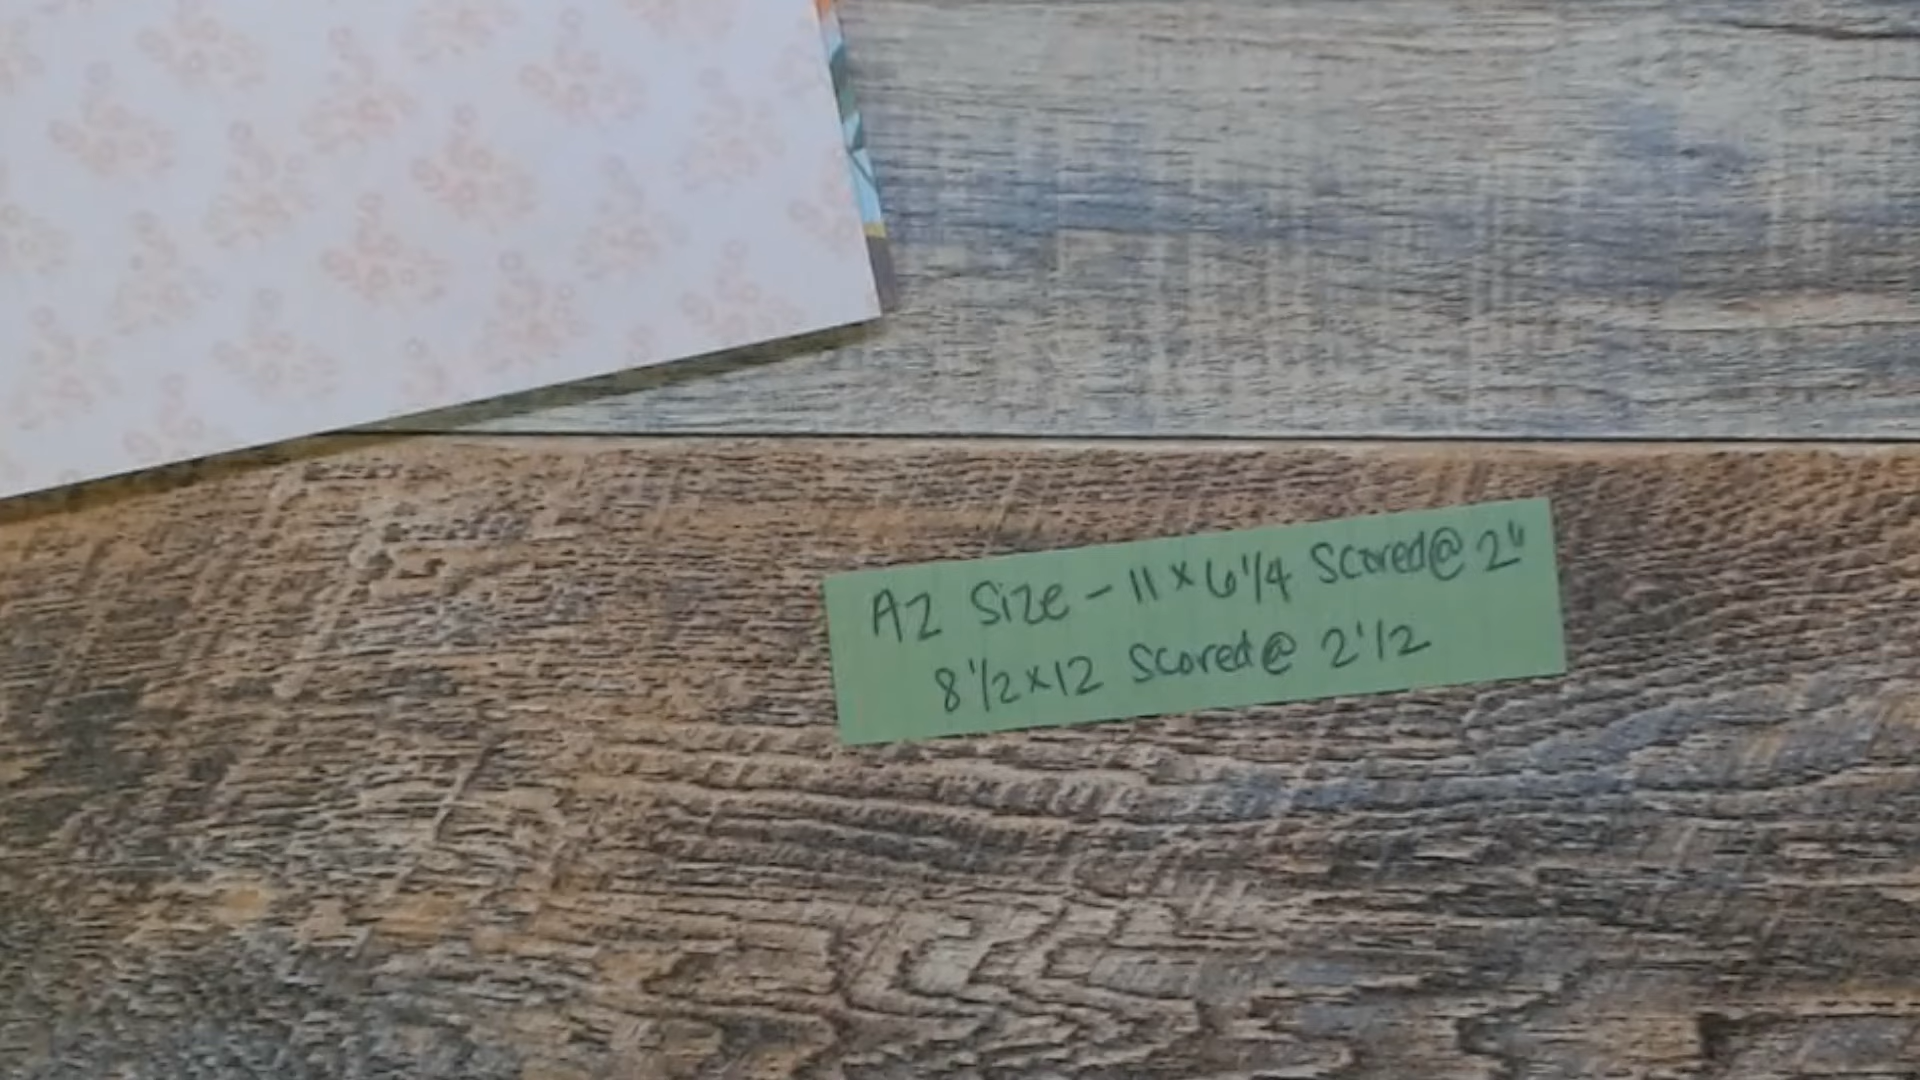 A2 Size - 11 x 6 1/4 Scored@ 2"
8 1/2 x 12 Scored@ 2 1/2